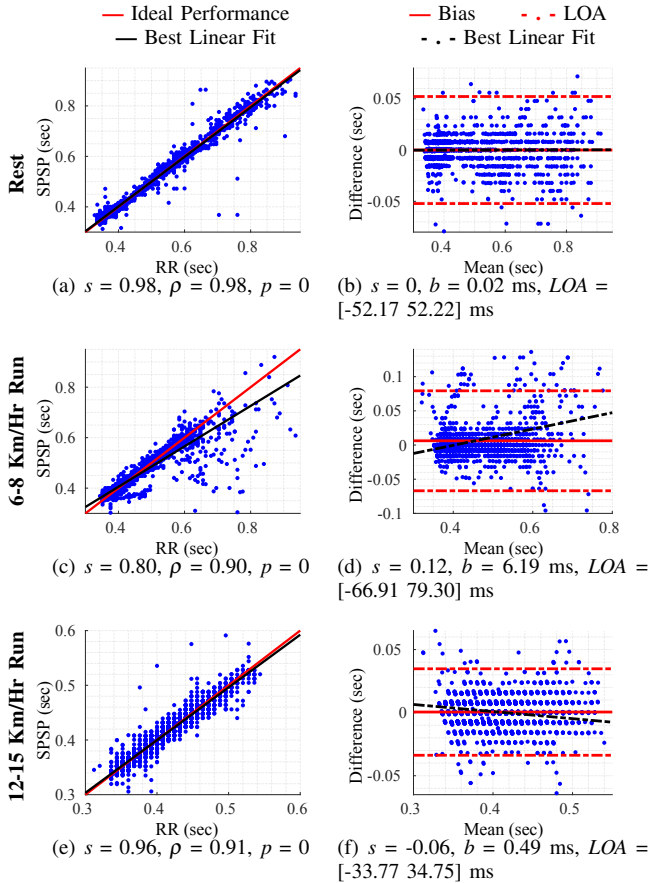 Ideal Performance
Best Linear Fit
Bias
LOA
Best Linear Fit
Rest
SPSP (sec)
0.8
0.6
0.4
0.4
0.6
0.8
RR (sec)
Difference (sec)
0.05
0
-0.05
0.4
0.6
0.8
Mean (sec)
(a) s = 0.98, ρ = 0.98, p = 0
(b) s = 0, b = 0.02 ms, LOA =
[-52.17 52.22] ms
6-8 Km/Hr Run
SPSP (sec)
0.8
0.6
0.4
0.4
0.6
0.8
RR (sec)
Difference (sec)
0.1
0.05
0
-0.05
-0.1
0.4
0.6
0.8
Mean (sec)
(c) s = 0.80, ρ = 0.90, p = 0
(d) s = 0.12, b = 6.19 ms, LOA =
[-66.91 79.30] ms
12-15 Km/Hr Run
SPSP (sec)
0.6
0.5
0.4
0.3
0.3
0.4
0.5
0.6
RR (sec)
Difference (sec)
0.05
0
-0.05
0.3
0.4
0.5
Mean (sec)
(e) s = 0.96, ρ = 0.91, p = 0
(f) s = -0.06, b = 0.49 ms, LOA =
[-33.77 34.75] ms